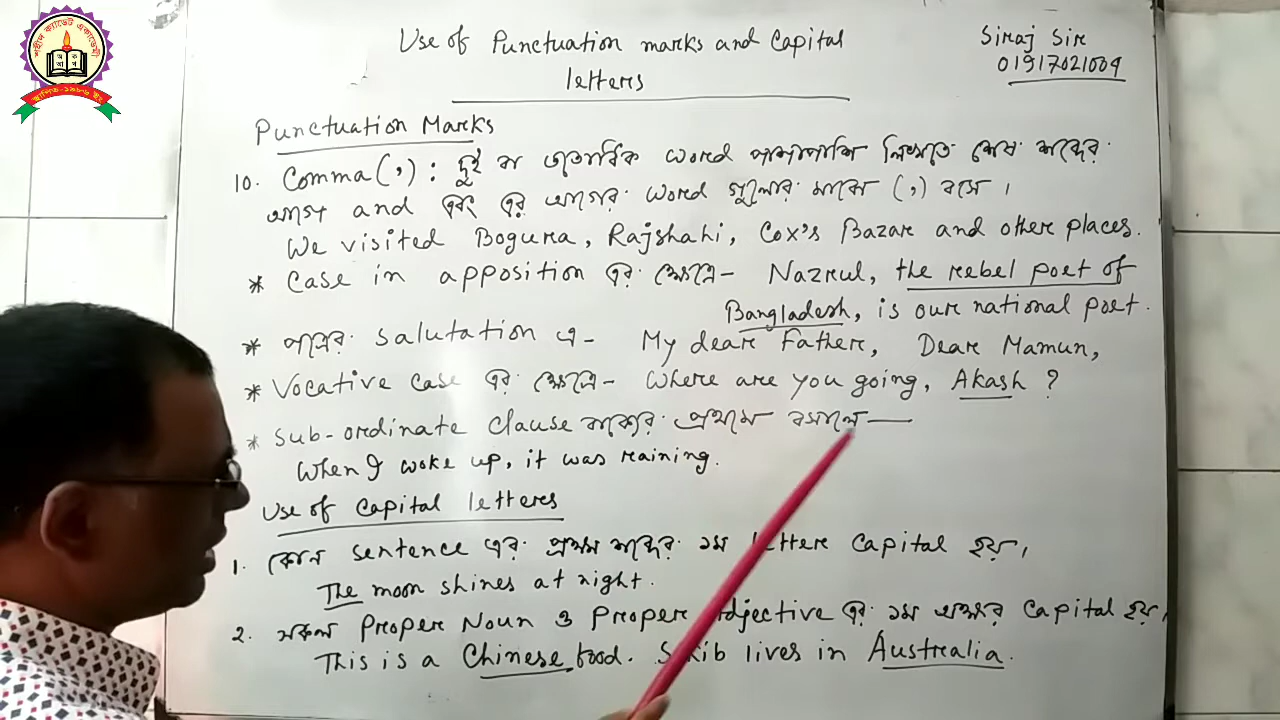 Use of Punctuation marks and Capital
letters
Siraj Sir
01917021009
শহীদ ক্যাডেট একাডেমী
স্থাপিত-১৯৮৬ ইং
Punctuation Marks
10. Comma (,) : দুই বা ততোধিক word পাশাপাশি লিখতে শেষ শব্দের
আগে and এবং এর আগের word গুলোর মাঝে (,) বসে।
We visited Bogura, Rajshahi, Cox's Bazar and other places.
* Case in apposition এর ক্ষেত্রে- Nazrul, the rebel poet of
Bangladesh, is our national poet.
* পত্রের salutation এ- My dear Father, Dear Mamun,
* Vocative case এর ক্ষেত্রে- Where are you going, Akash ?
* Sub-ordinate clause বাক্যের প্রথমে বসলে—
When I woke up, it was raining.
Use of Capital letters
1. কোন sentence এর প্রথম শব্দের ১ম letter Capital হয়।
The moon shines at night.
2. সকল Proper Noun ও Proper Adjective এর ১ম অক্ষর Capital হয়।
This is a Chinese food. Sakib lives in Australia.